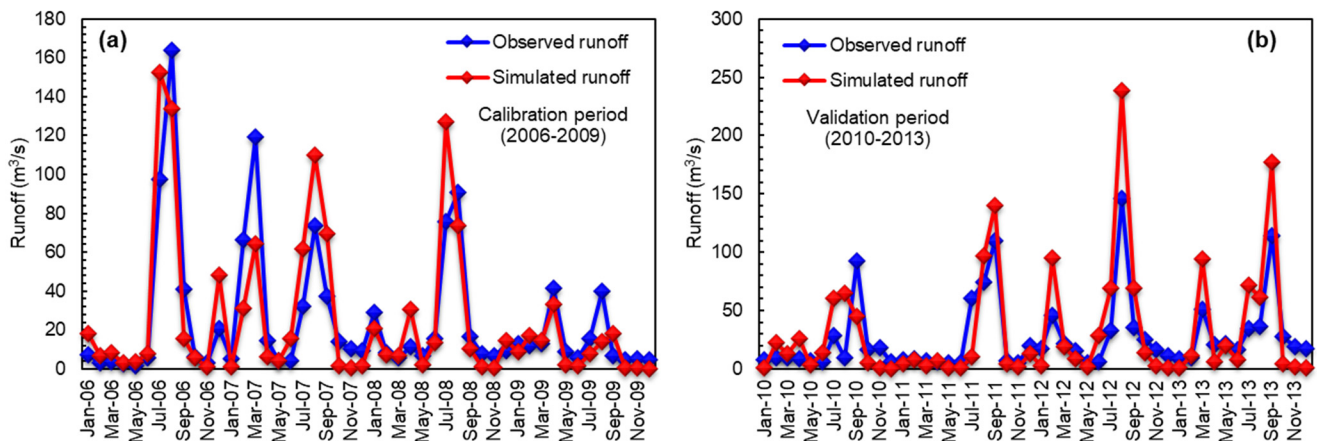 (a)
Observed runoff
Simulated runoff
Calibration period
(2006-2009)
Runoff (m³/s)
180
160
140
120
100
80
60
40
20
0
Jan-06
Mar-06
May-06
Jul-06
Sep-06
Nov-06
Jan-07
Mar-07
May-07
Jul-07
Sep-07
Nov-07
Jan-08
Mar-08
May-08
Jul-08
Sep-08
Nov-08
Jan-09
Mar-09
May-09
Jul-09
Sep-09
Nov-09
(b)
Observed runoff
Simulated runoff
Validation period
(2010-2013)
Runoff (m³/s)
300
250
200
150
100
50
0
Jan-10
Mar-10
May-10
Jul-10
Sep-10
Nov-10
Jan-11
Mar-11
May-11
Jul-11
Sep-11
Nov-11
Jan-12
Mar-12
May-12
Jul-12
Sep-12
Nov-12
Jan-13
Mar-13
May-13
Jul-13
Sep-13
Nov-13